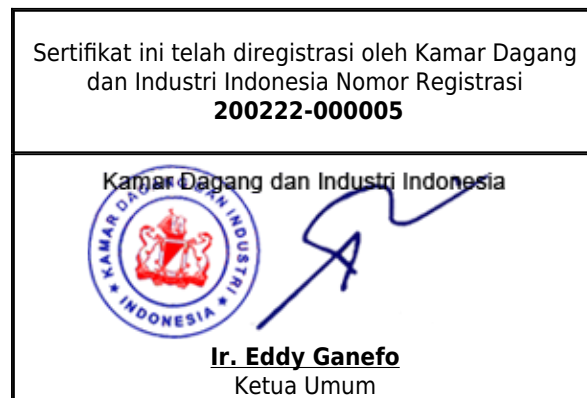 Sertifikat ini telah diregistrasi oleh Kamar Dagang
dan Industri Indonesia Nomor Registrasi
200222-000005
Kamar Dagang dan Industri Indonesia
KAMAR DAGANG DAN INDUSTRI
INDONESIA
Ir. Eddy Ganefo
Ketua Umum